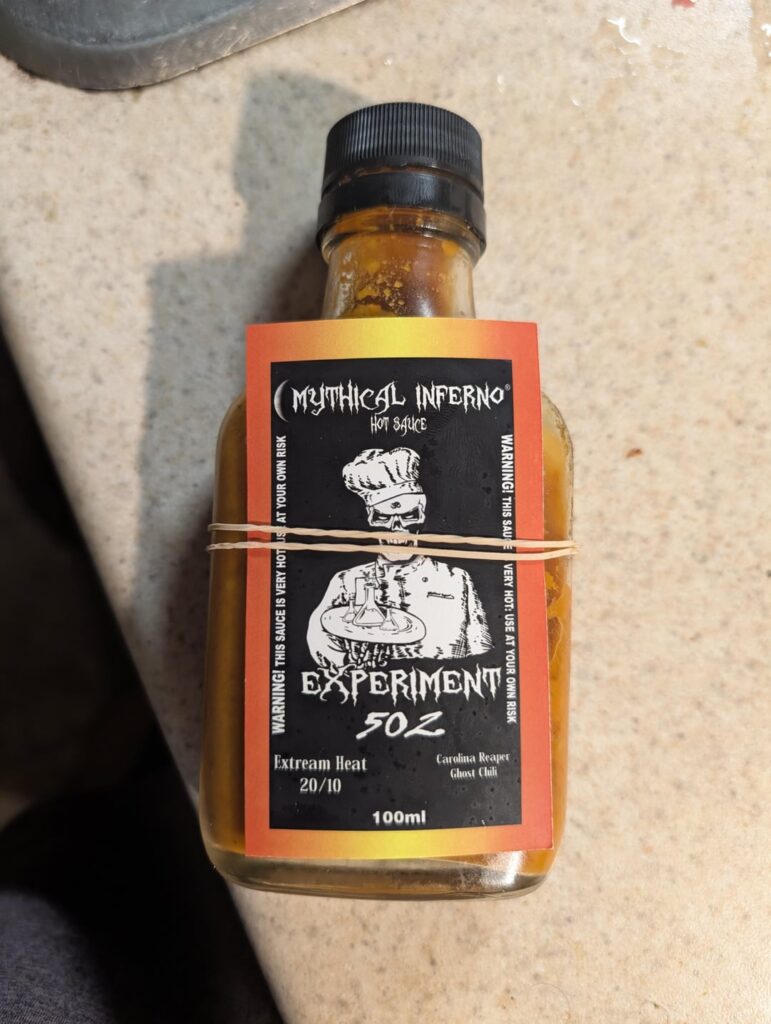 MYTHICAL INFERNO®
HOT SAUCE
WARNING! THIS SAUCE IS VERY HOT: USE AT YOUR OWN RISK
WARNING! THIS SAUCE VERY HOT: USE AT YOUR OWN RISK
EXPERIMENT
502
Extream Heat
20/10
Carolina Reaper
Ghost Chili
100ml